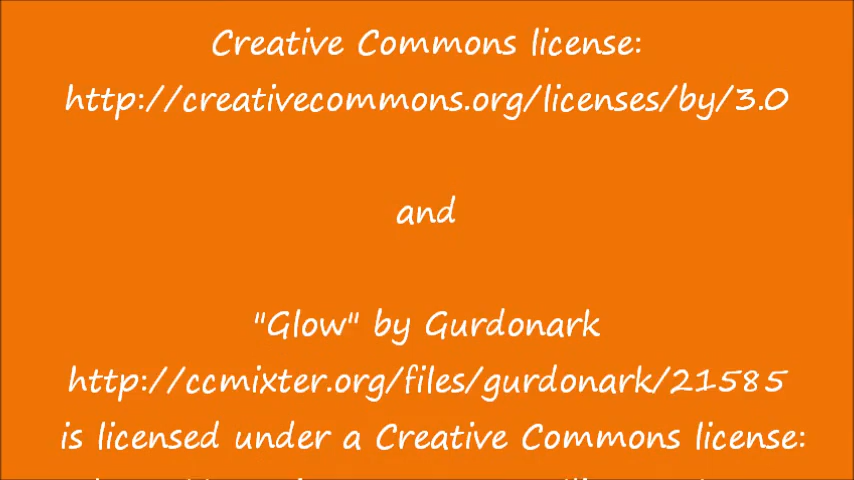 Creative Commons license:
http://creativecommons.org/licenses/by/3.0
and
"Glow" by Gurdonark
http://ccmixter.org/files/gurdonark/21585
is licensed under a Creative Commons license: